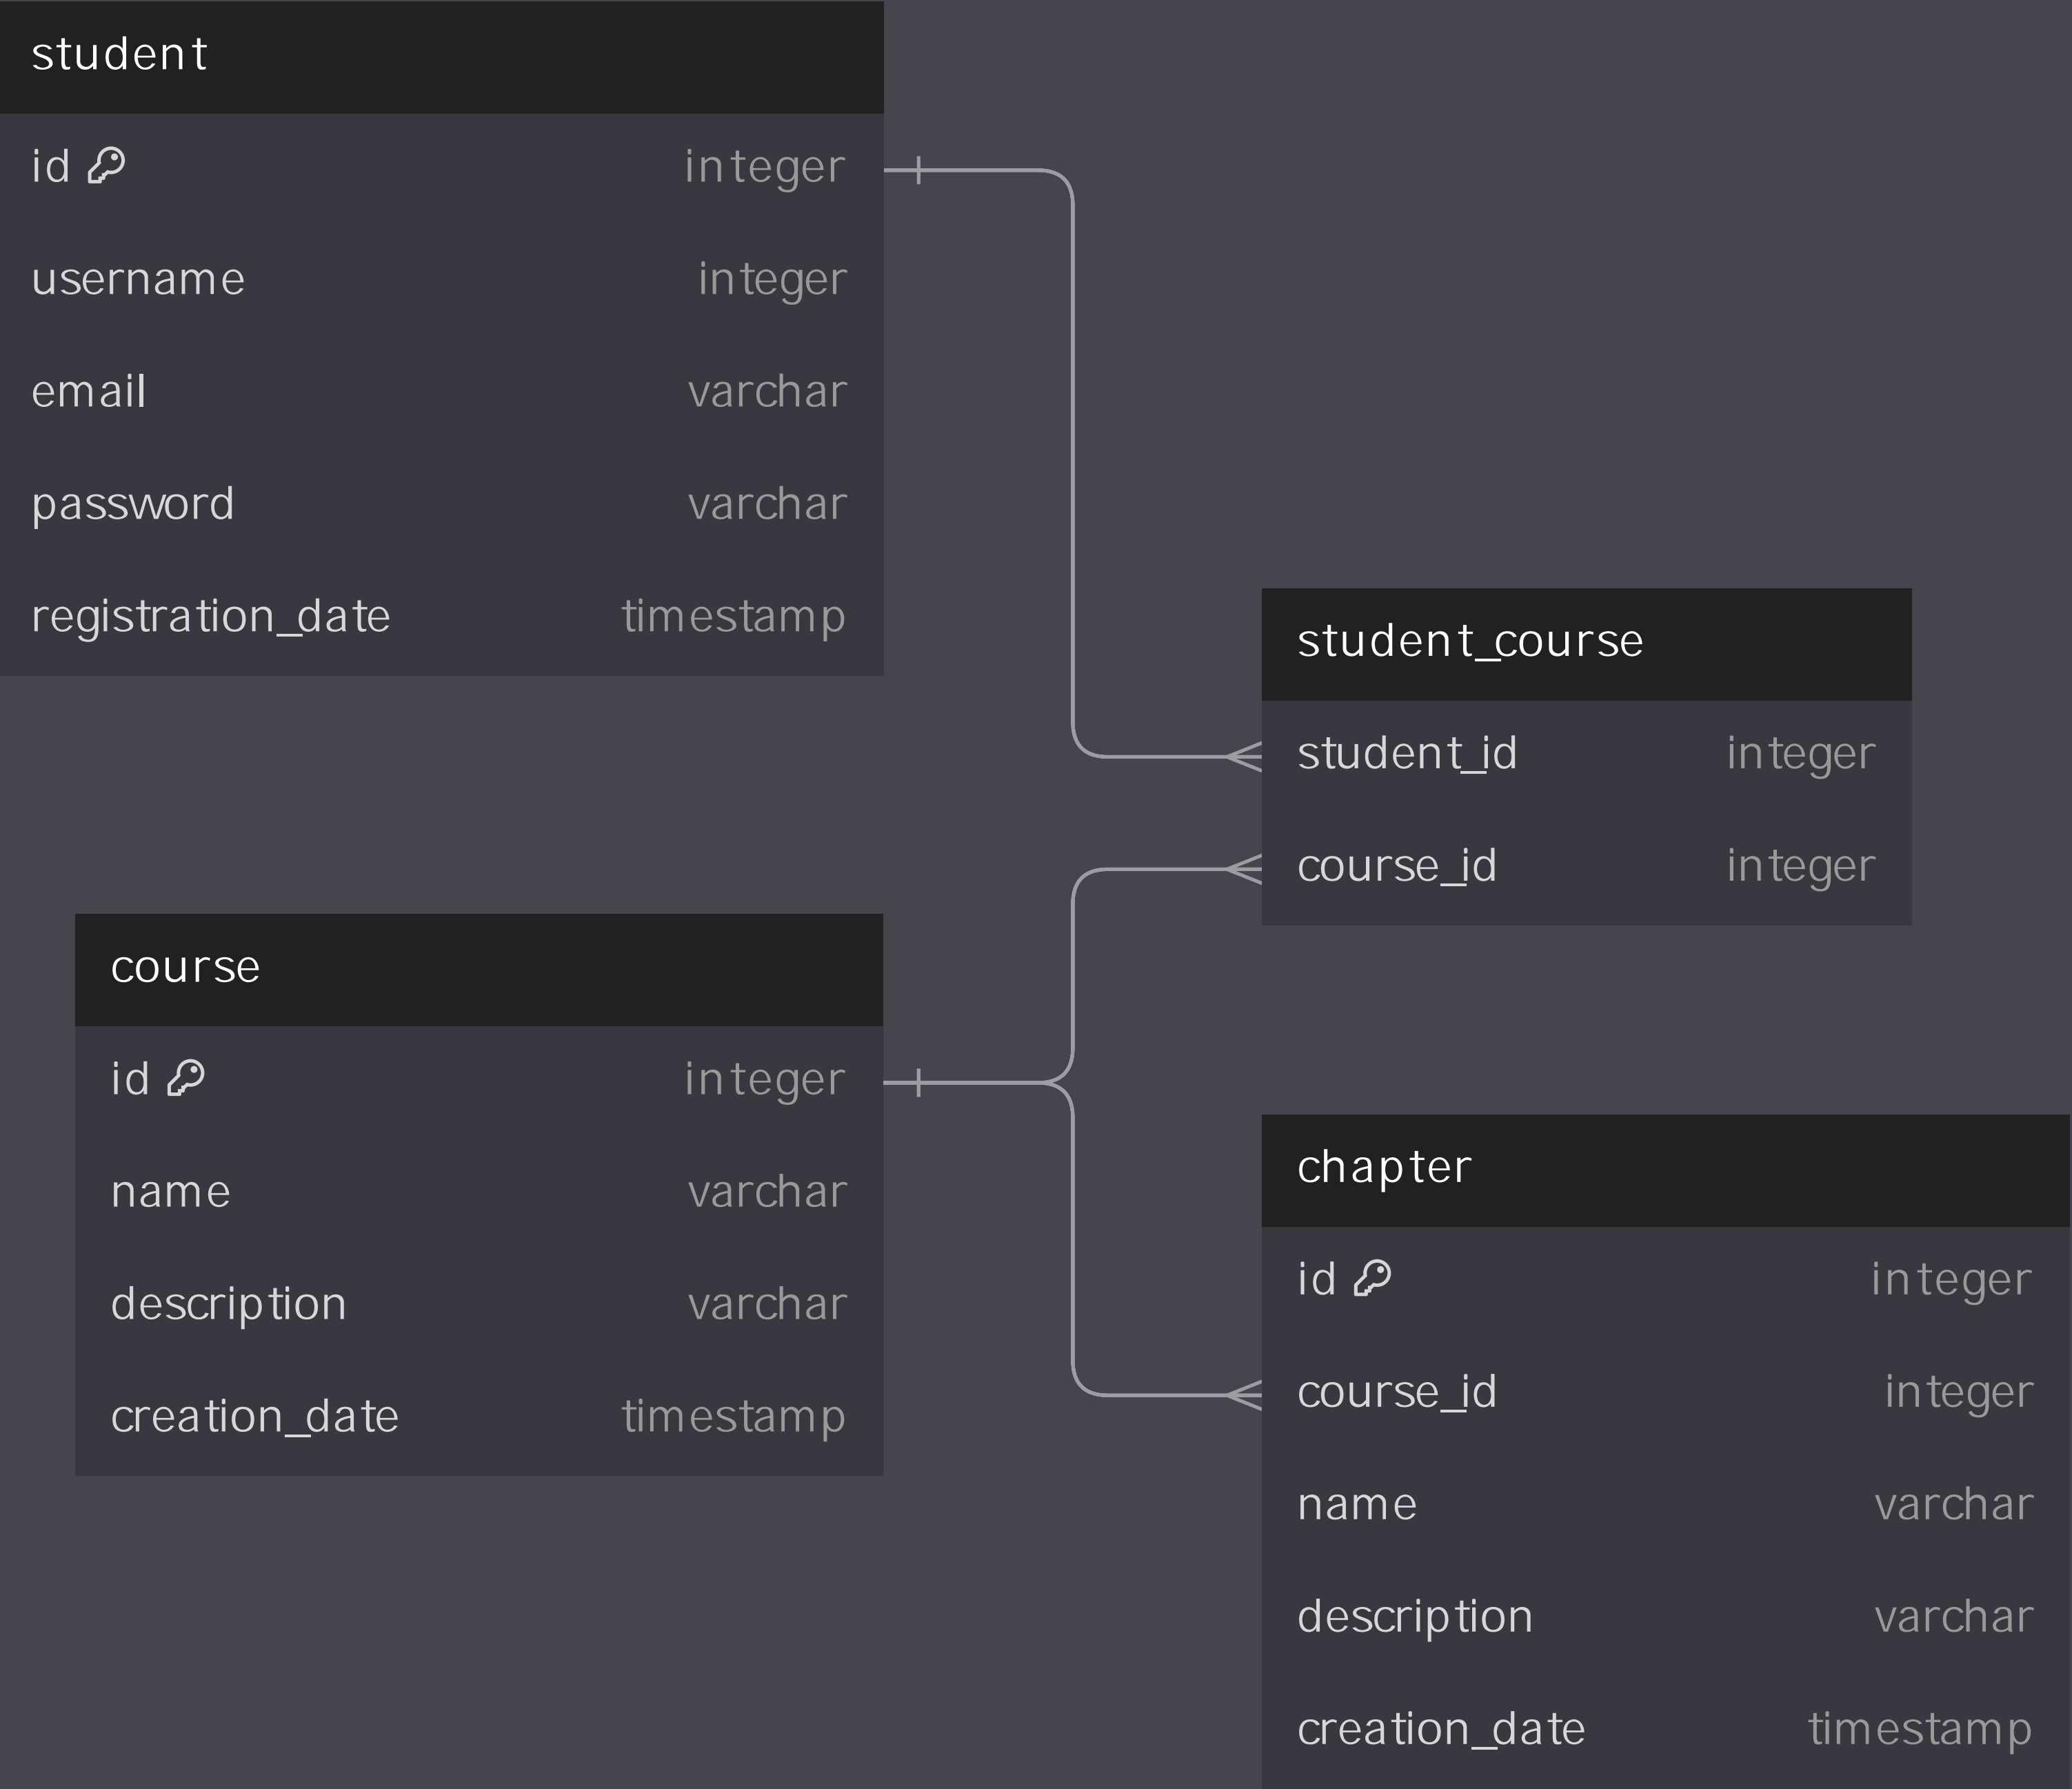 student
id integer
username integer
email varchar
password varchar
registration_date timestamp
student_course
student_id integer
course_id integer
course
id integer
name varchar
description varchar
creation_date timestamp
chapter
id integer
course_id integer
name varchar
description varchar
creation_date timestamp